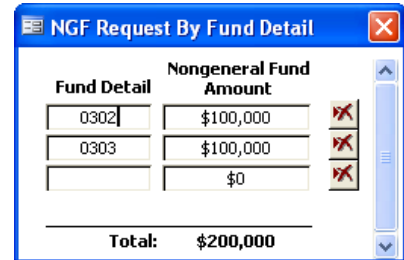 NGF Request By Fund Detail
Fund Detail Nongeneral Fund Amount
0302 $100,000
0303 $100,000
$0
Total: $200,000